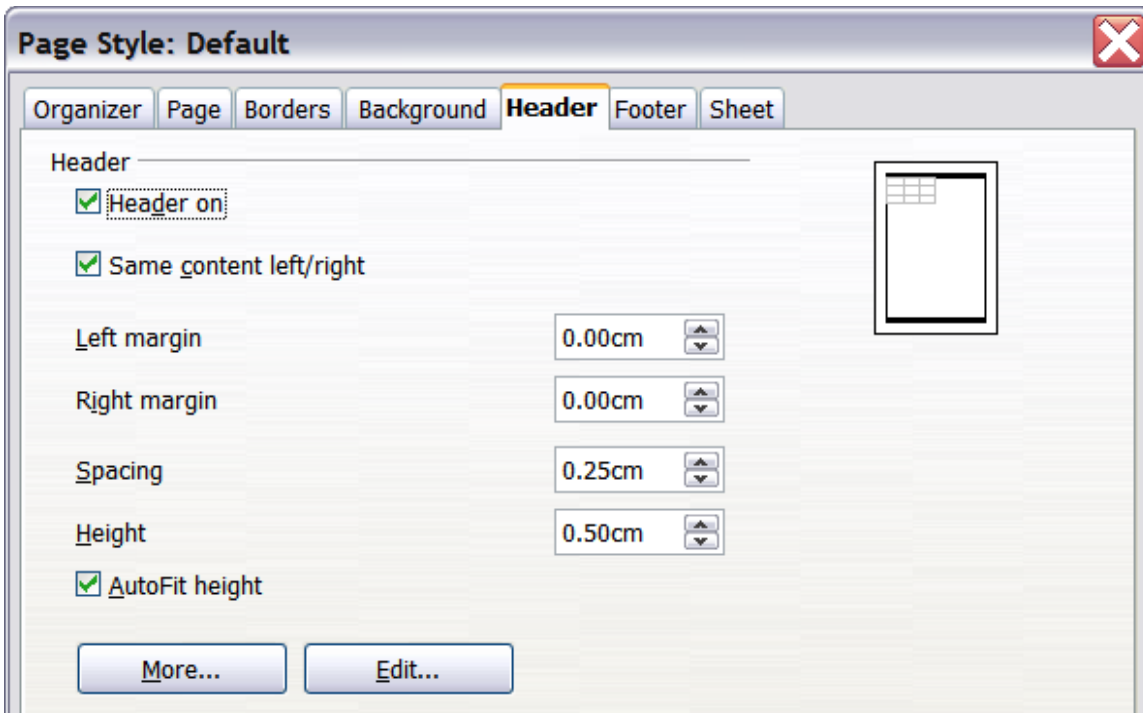 Page Style: Default
Organizer Page Borders Background Header Footer Sheet
Header
Header on
Same content left/right
Left margin 0.00cm
Right margin 0.00cm
Spacing 0.25cm
Height 0.50cm
AutoFit height
More... Edit...